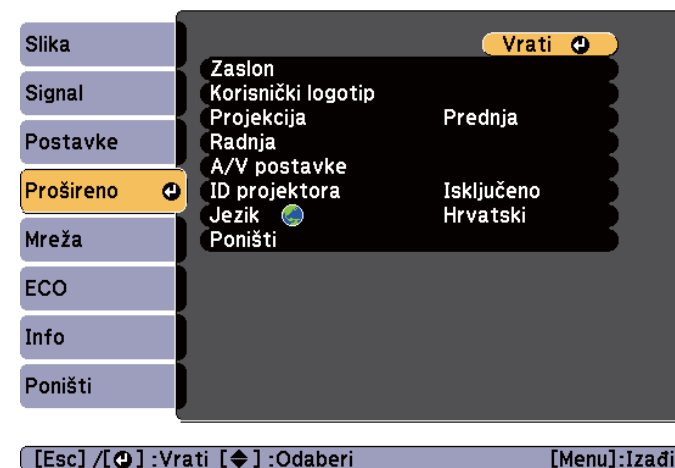 Slika
Signal
Postavke
Prošireno
Mreža
ECO
Info
Poništi
Vrati
Zaslon
Korisnički logotip
Projekcija Prednja
Radnja
A/V postavke
ID projektora Isključeno
Jezik Hrvatski
Poništi
[Esc] /[⏎] :Vrati [◆] :Odaberi [Menu]:Izađi